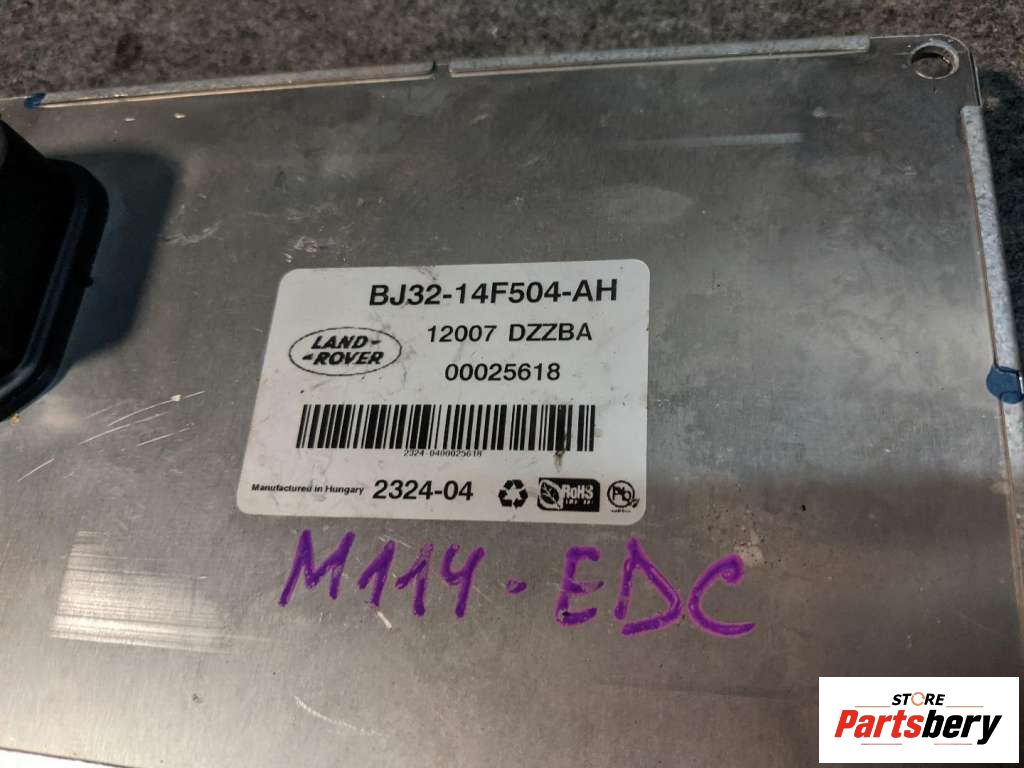 BJ32-14F504-AH
LAND-
-ROVER
12007 DZZBA
00025618
2324-0400025618
Manufactured in Hungary 2324-04
RoHS
Pb
M114-EDC
STORE
Partsbery